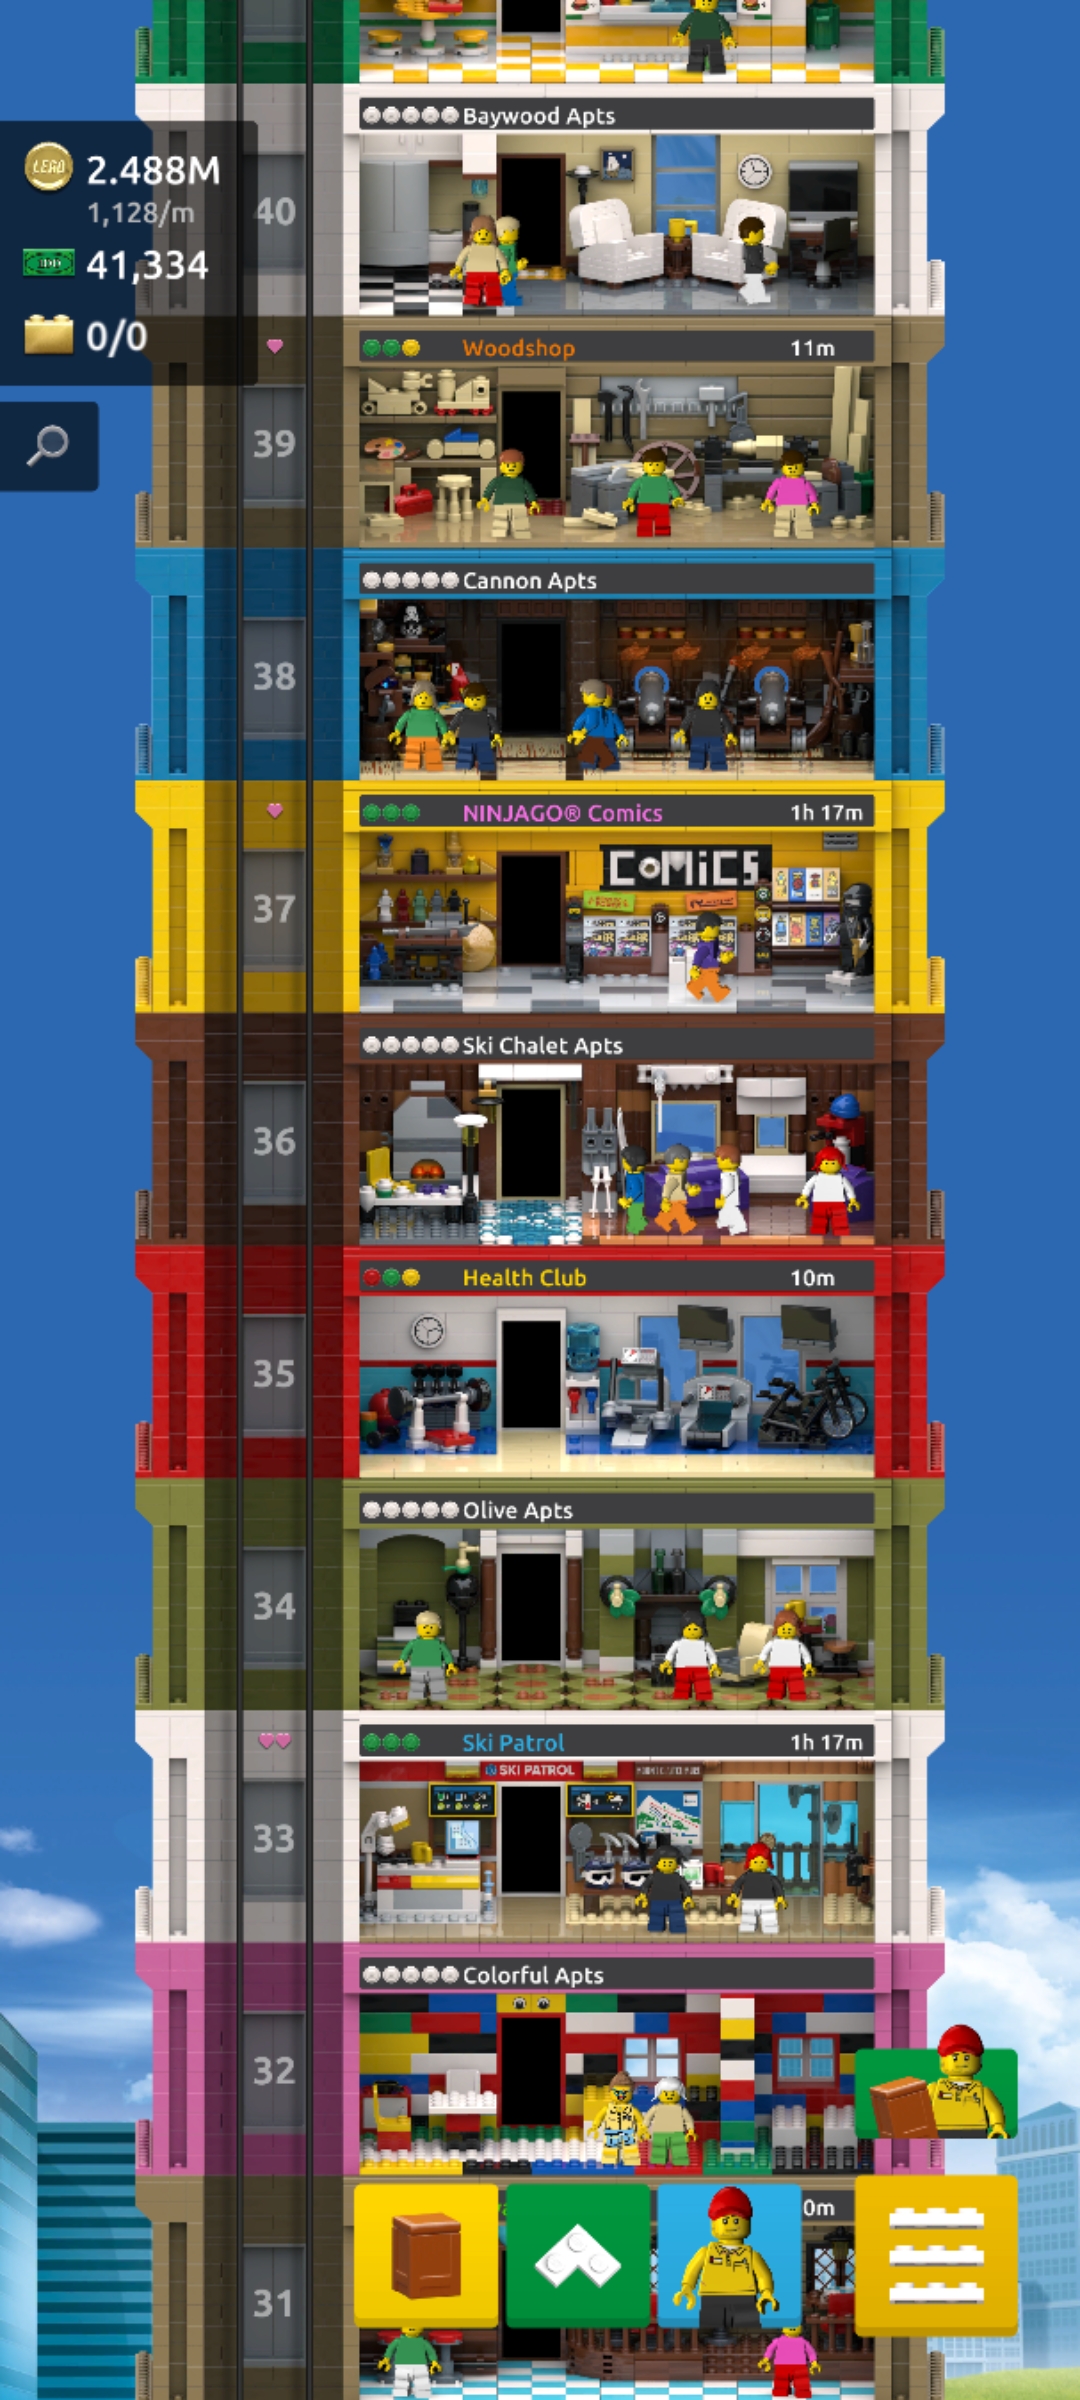 Baywood Apts
LEGO 2.488M
1,128/m
40
41,334
0/0
Woodshop 11m
39
Cannon Apts
38
NINJAGO® Comics 1h 17m
COMiCS
37
Ski Chalet Apts
36
Health Club 10m
35
Olive Apts
34
Ski Patrol 1h 17m
SKI PATROL
33
Colorful Apts
32
0m
31